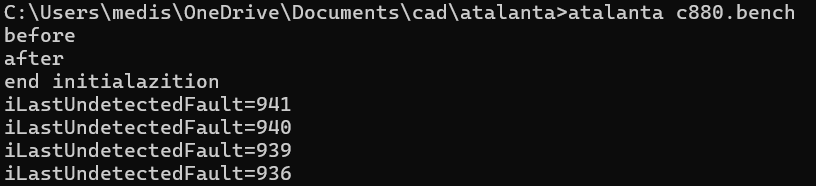 C:\Users\medis\OneDrive\Documents\cad\atalanta>atalanta c880.bench
before
after
end initialazition
iLastUndetectedFault=941
iLastUndetectedFault=940
iLastUndetectedFault=939
iLastUndetectedFault=936